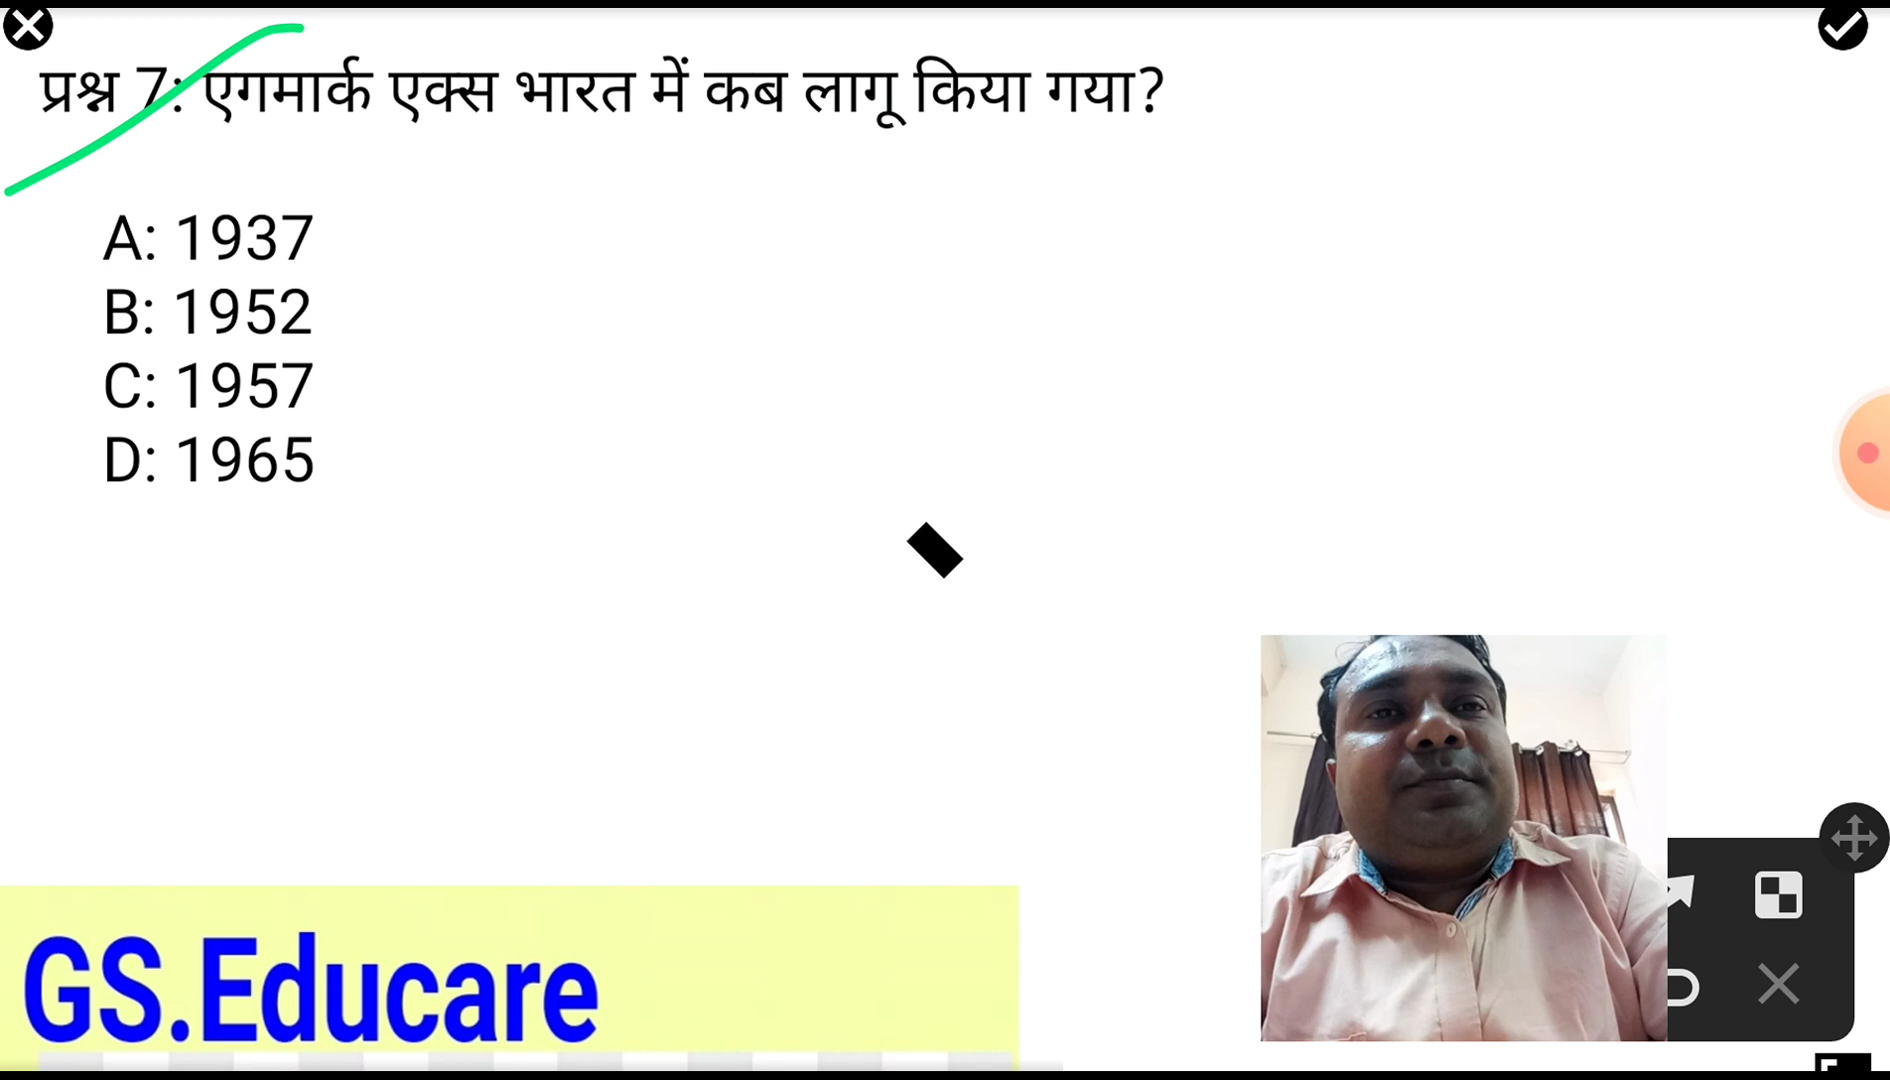 प्रश्न 7: एगमार्क एक्स भारत में कब लागू किया गया?
A: 1937
B: 1952
C: 1957
D: 1965
GS.Educare